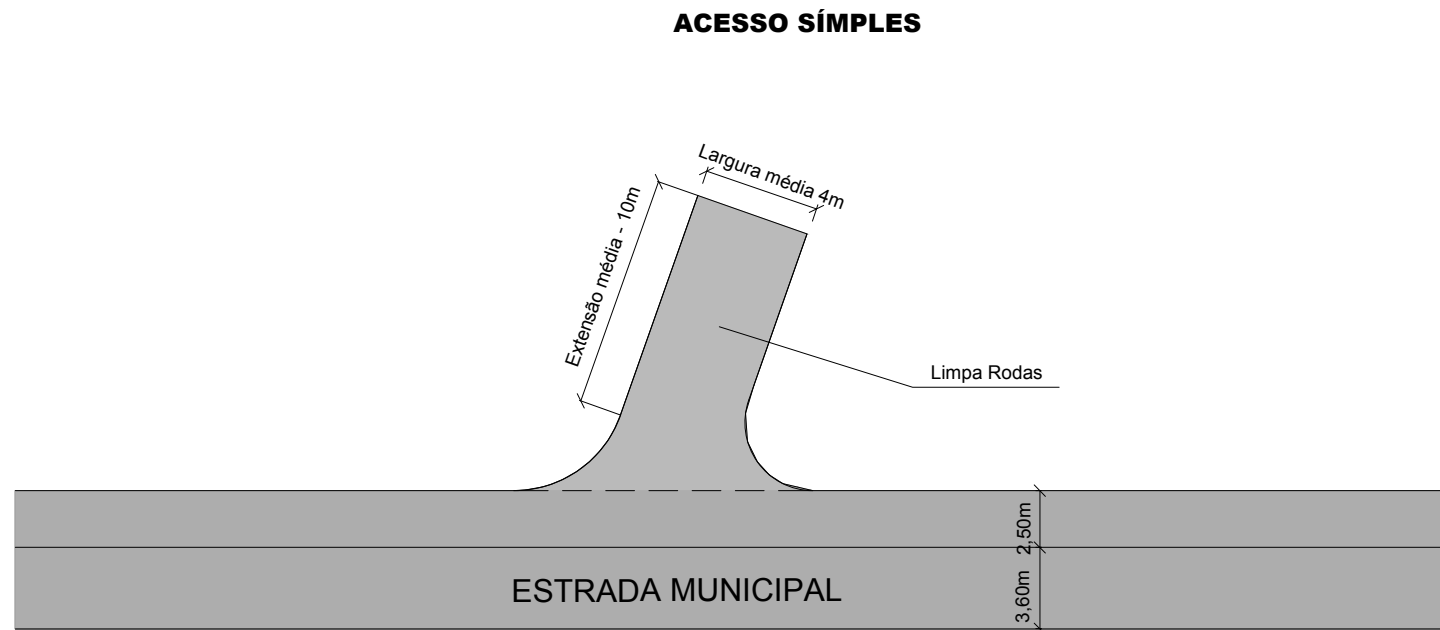 ACESSO SÍMPLES
Largura média 4m
Extensão média - 10m
Limpa Rodas
2,50m
ESTRADA MUNICIPAL
3,60m